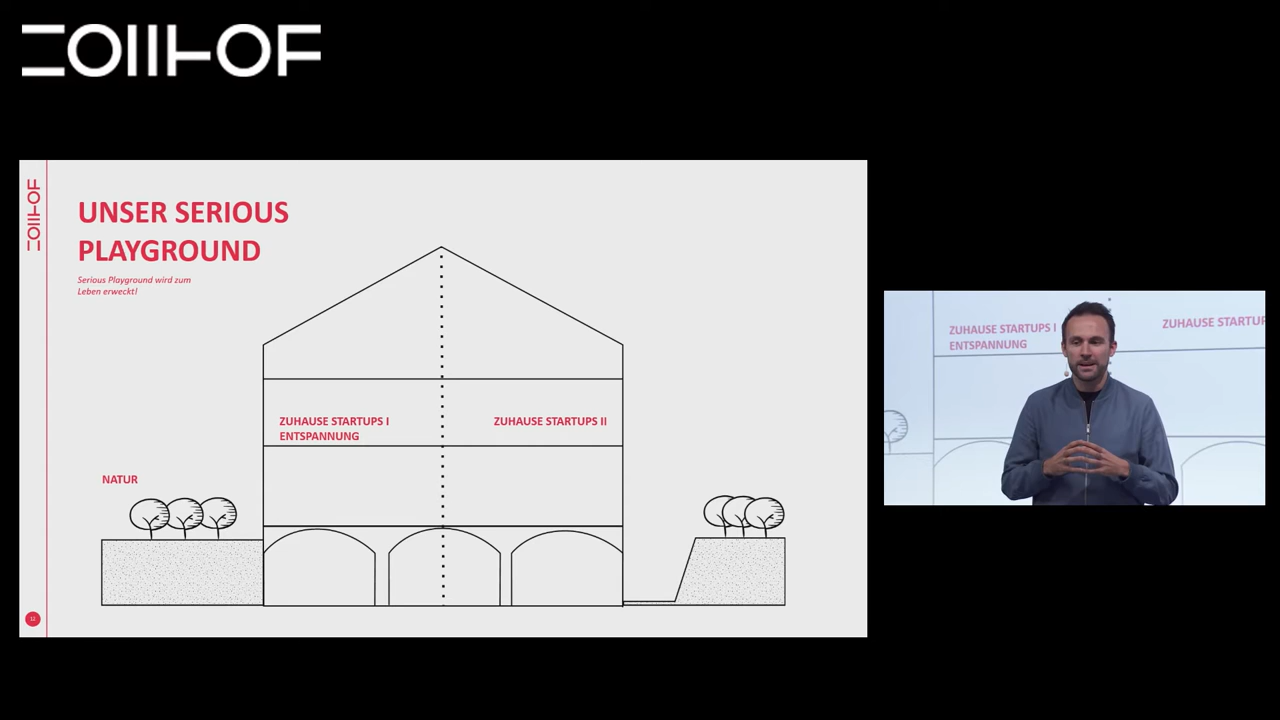 ZOLLHOF
ZOLLHOF
UNSER SERIOUS
PLAYGROUND
Serious Playground wird zum
Leben erweckt!
ZUHAUSE STARTUPS I
ENTSPANNUNG
ZUHAUSE STARTUPS II
NATUR
12
ZUHAUSE STARTUPS I
ENTSPANNUNG
ZUHAUSE STARTUP